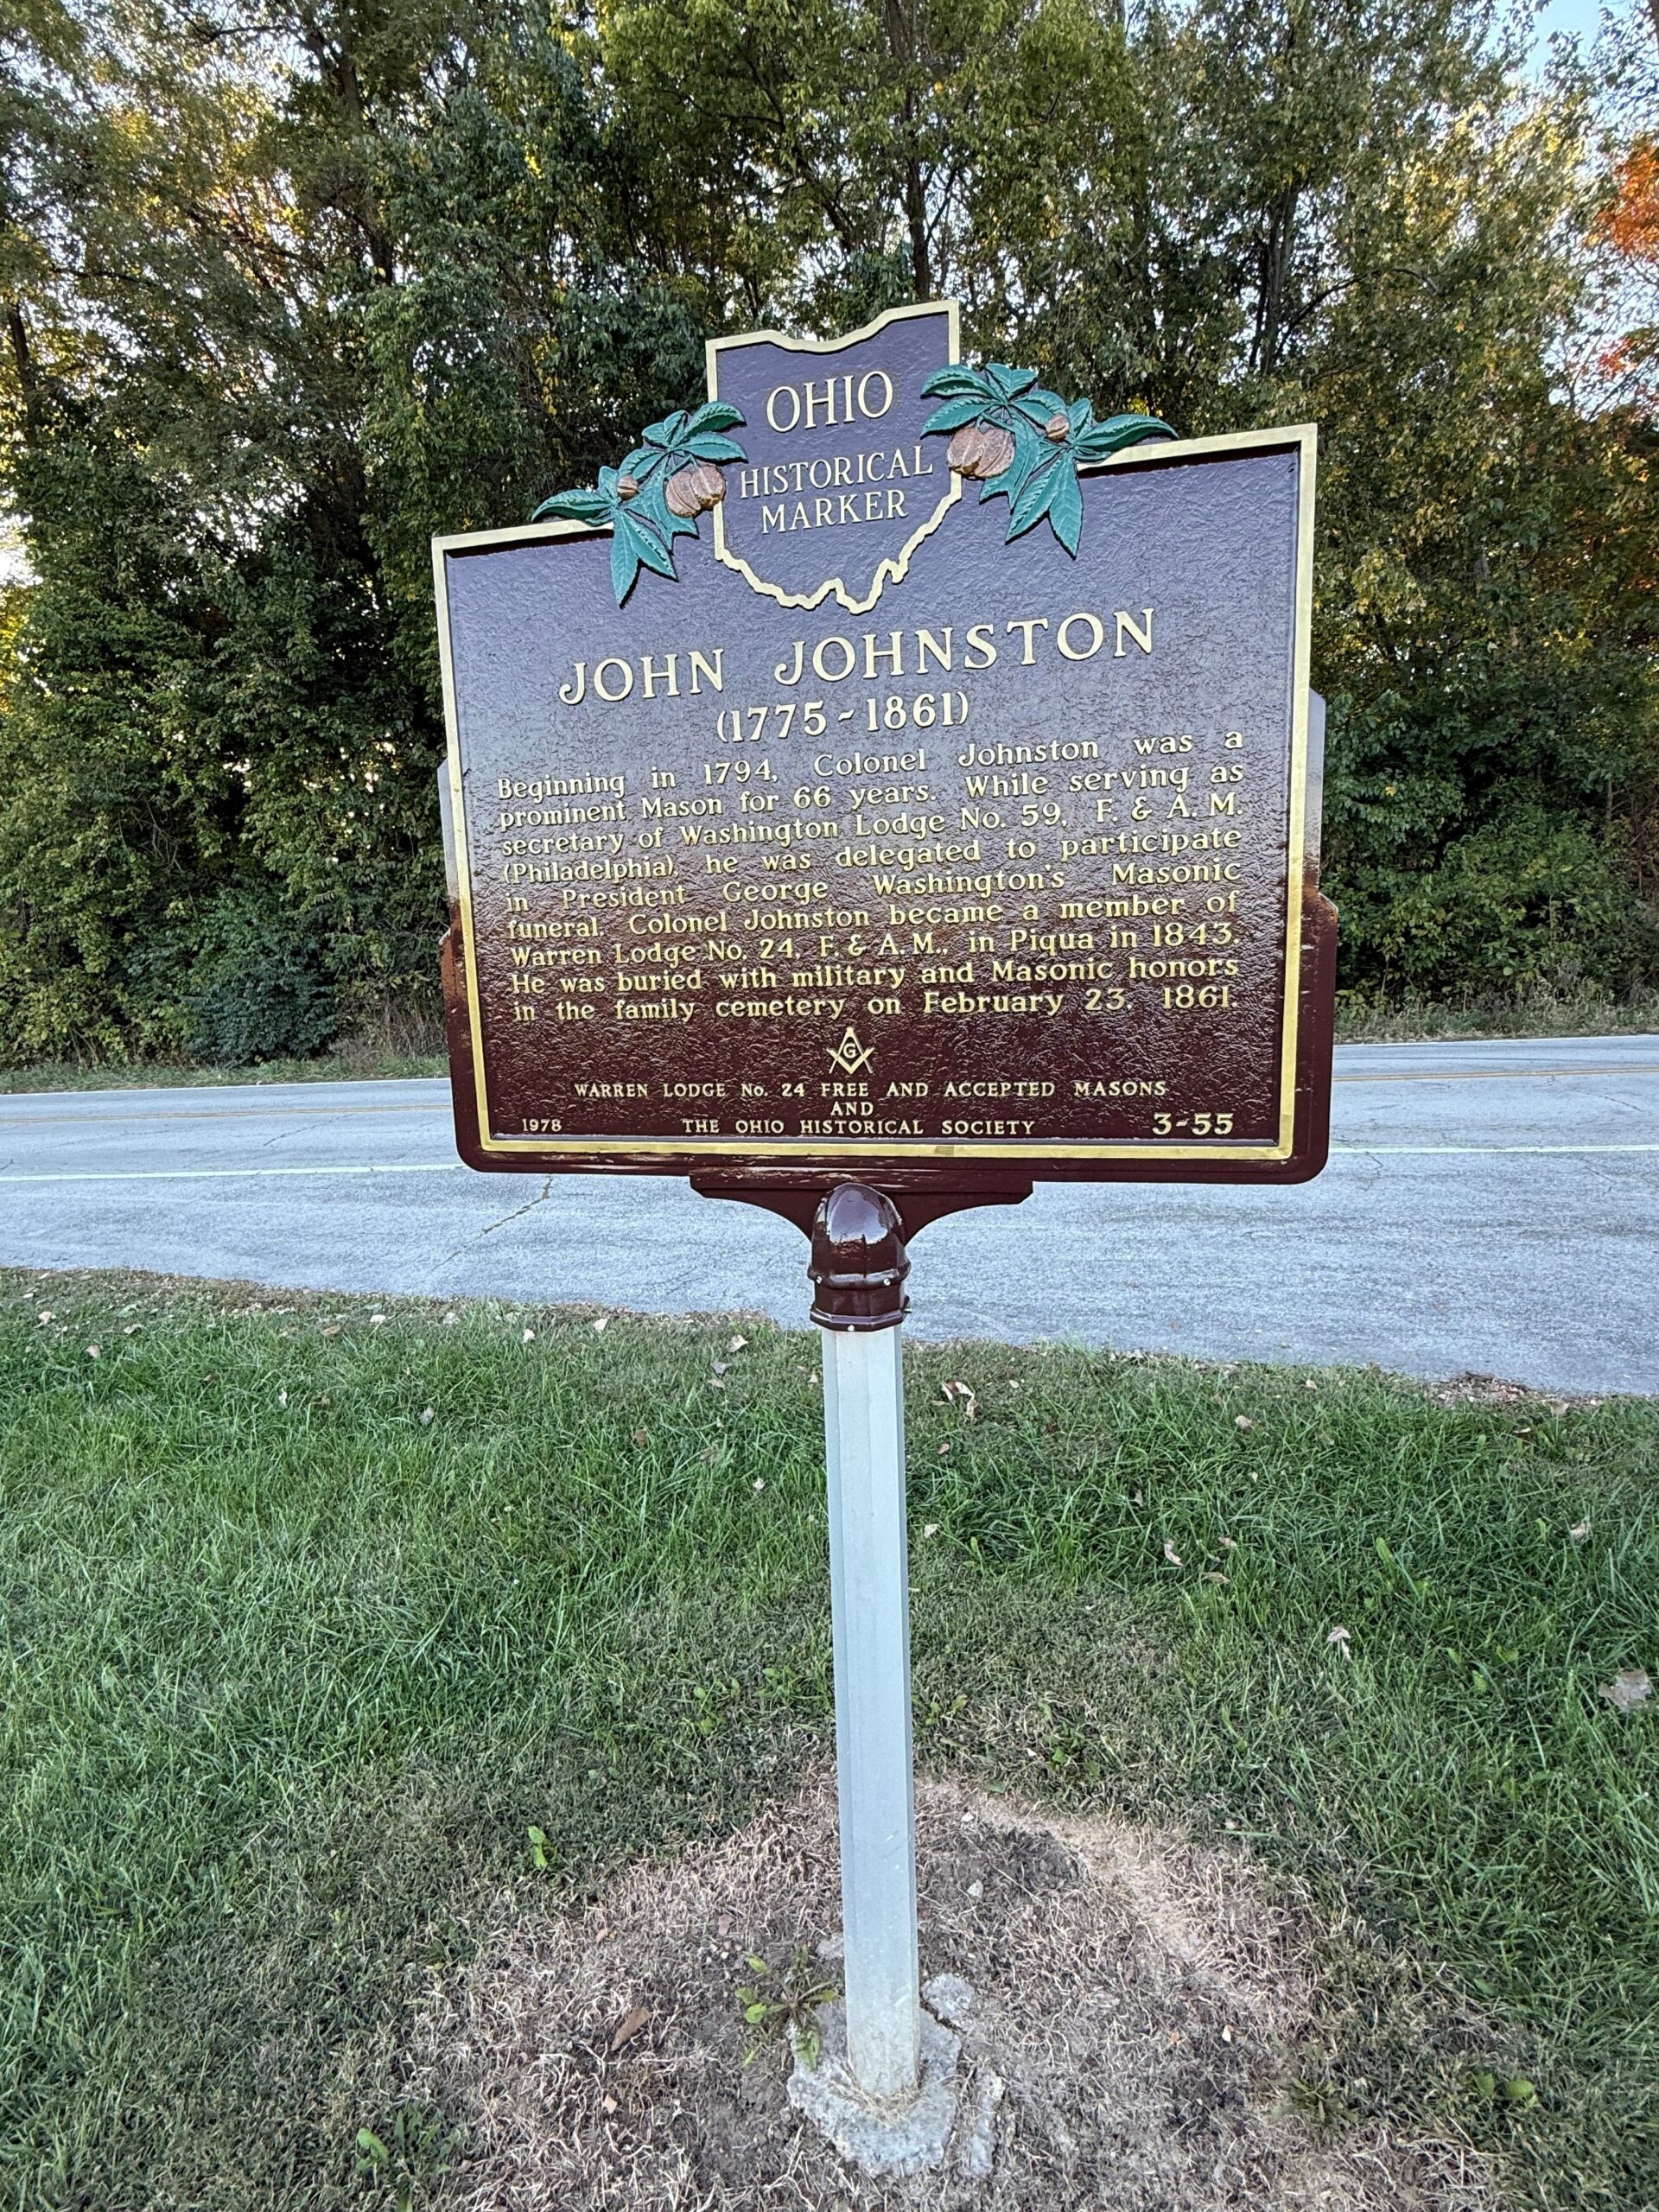 OHIO
HISTORICAL
MARKER
JOHN JOHNSTON
(1775-1861)
Beginning in 1794, Colonel Johnston was a
prominent Mason for 66 years. While serving as
secretary of Washington Lodge No. 59, F. & A. M.
(Philadelphia), he was delegated to participate
in President George Washington's Masonic
funeral. Colonel Johnston became a member of
Warren Lodge No. 24, F. & A. M., in Piqua in 1843.
He was buried with military and Masonic honors
in the family cemetery on February 23, 1861.
G
WARREN LODGE No. 24 FREE AND ACCEPTED MASONS
AND
1978 THE OHIO HISTORICAL SOCIETY 3-55